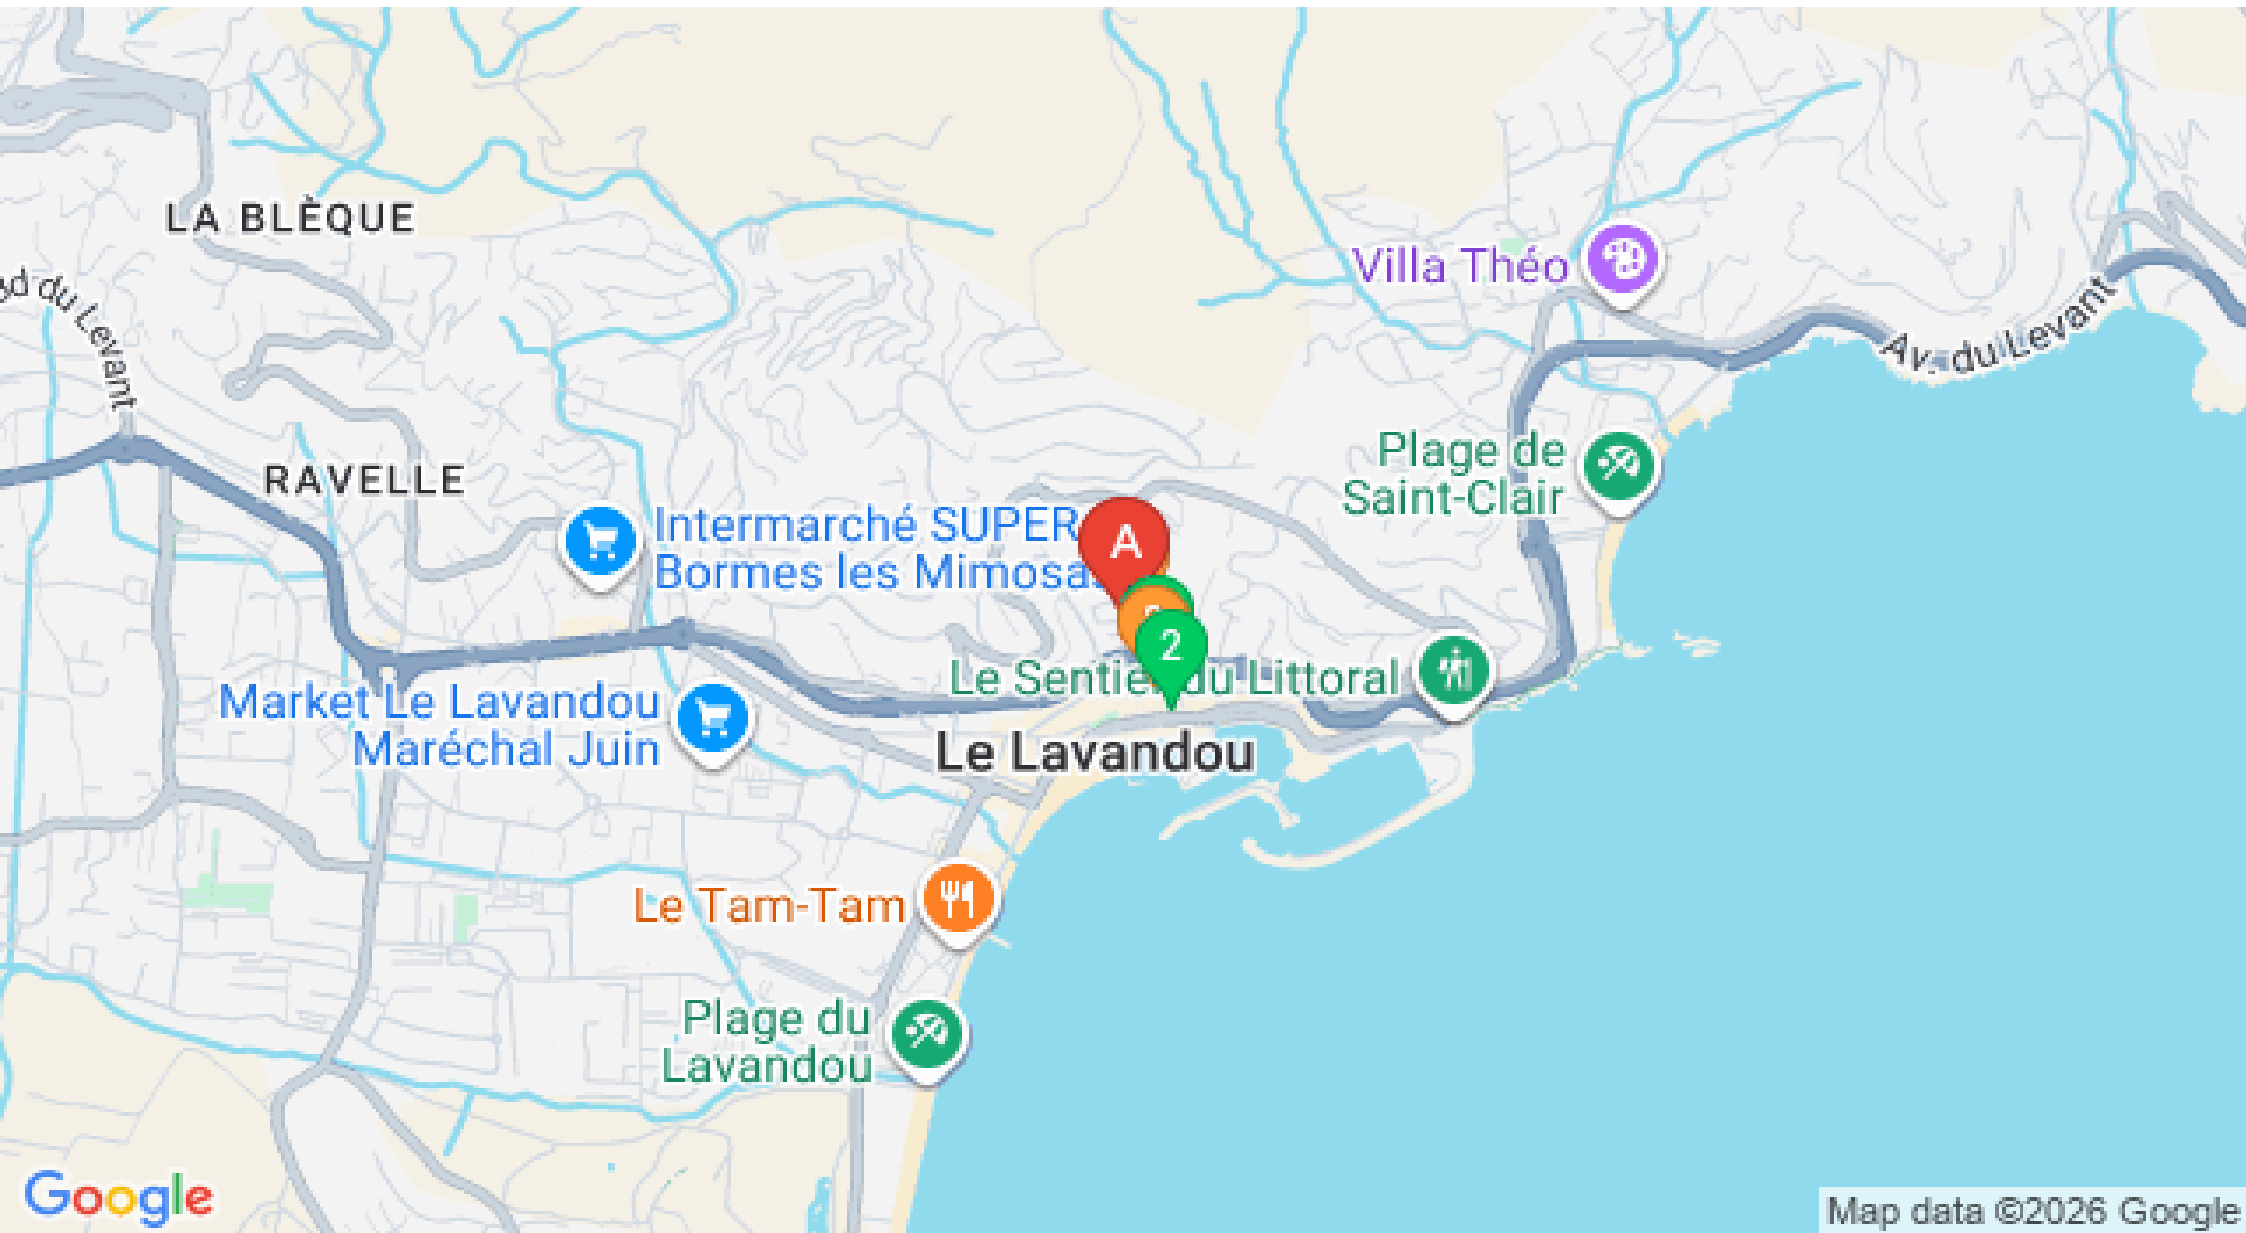 LA BLÈQUE
Villa Théo
Bd du Levant
Av. du Levant
RAVELLE
Plage de
Saint-Clair
Intermarché SUPER
Bormes les Mimosas
A
2
Le Sentier du Littoral
Market Le Lavandou
Maréchal Juin
Le Lavandou
Le Tam-Tam
Plage du
Lavandou
Google
Map data ©2026 Google